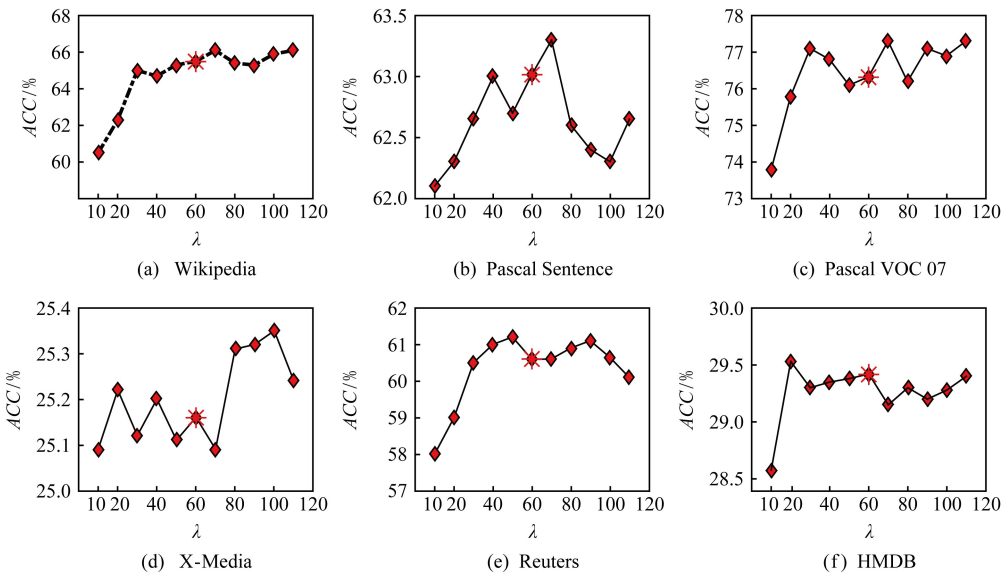 68
66
64
62
60
ACC/%
10 20 40 60 80 100 120
λ
(a) Wikipedia
63.5
63.0
62.5
62.0
ACC/%
10 20 40 60 80 100 120
λ
(b) Pascal Sentence
78
77
76
75
74
73
ACC/%
10 20 40 60 80 100 120
λ
(c) Pascal VOC 07
25.4
25.3
25.2
25.1
25.0
ACC/%
10 20 40 60 80 100 120
λ
(d) X-Media
62
61
60
59
58
57
ACC/%
10 20 40 60 80 100 120
λ
(e) Reuters
30.0
29.5
29.0
28.5
ACC/%
10 20 40 60 80 100 120
λ
(f) HMDB